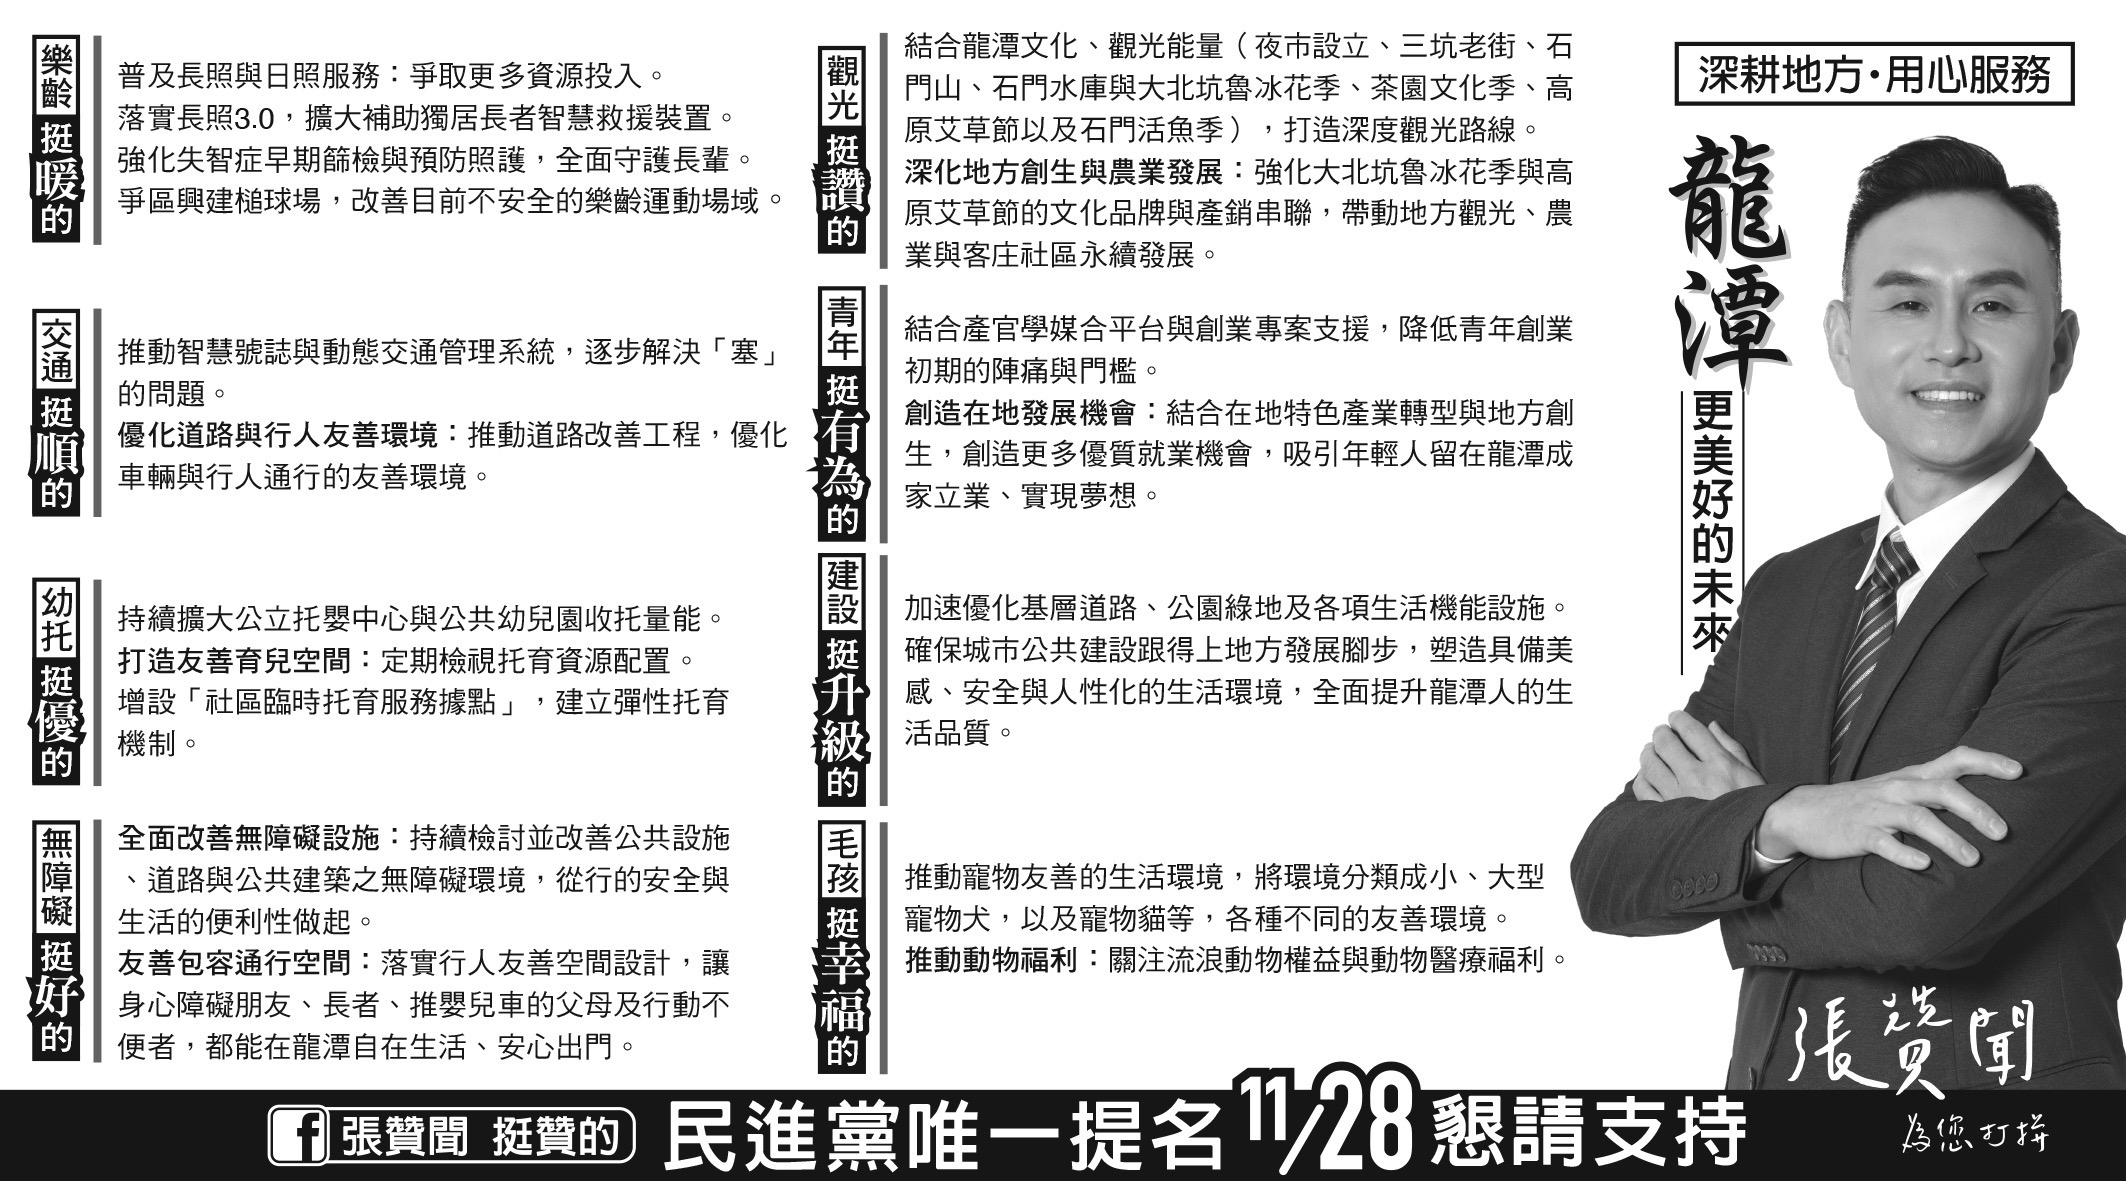 樂齡挺暖的
普及長照與日照服務：爭取更多資源投入。
落實長照3.0，擴大補助獨居長者智慧救援裝置。
強化失智症早期篩檢與預防照護，全面守護長輩。
爭區興建槌球場，改善目前不安全的樂齡運動場域。
交通挺順的
推動智慧號誌與動態交通管理系統，逐步解決「塞」
的問題。
優化道路與行人友善環境：推動道路改善工程，優化
車輛與行人通行的友善環境。
幼托挺優的
持續擴大公立托嬰中心與公共幼兒園收托量能。
打造友善育兒空間：定期檢視托育資源配置。
增設「社區臨時托育服務據點」，建立彈性托育
機制。
無障礙挺好的
全面改善無障礙設施：持續檢討並改善公共設施
、道路與公共建築之無障礙環境，從行的安全與
生活的便利性做起。
友善包容通行空間：落實行人友善空間設計，讓
身心障礙朋友、長者、推嬰兒車的父母及行動不
便者，都能在龍潭自在生活、安心出門。
觀光挺讚的
結合龍潭文化、觀光能量（夜市設立、三坑老街、石
門山、石門水庫與大北坑魯冰花季、茶園文化季、高
原艾草節以及石門活魚季），打造深度觀光路線。
深化地方創生與農業發展：強化大北坑魯冰花季與高
原艾草節的文化品牌與產銷串聯，帶動地方觀光、農
業與客庄社區永續發展。
青年挺有為的
結合產官學媒合平台與創業專案支援，降低青年創業
初期的陣痛與門檻。
創造在地發展機會：結合在地特色產業轉型與地方創
生，創造更多優質就業機會，吸引年輕人留在龍潭成
家立業、實現夢想。
建設挺升級的
加速優化基層道路、公園綠地及各項生活機能設施。
確保城市公共建設跟得上地方發展腳步，塑造具備美
感、安全與人性化的生活環境，全面提升龍潭人的生
活品質。
毛孩挺幸福的
推動寵物友善的生活環境，將環境分類成小、大型
寵物犬，以及寵物貓等，各種不同的友善環境。
推動動物福利：關注流浪動物權益與動物醫療福利。
深耕地方·用心服務
龍潭
更美好的未來
張贊聞
為您打拚
f 張贊聞 挺贊的
民進黨唯一提名 11/28 懇請支持